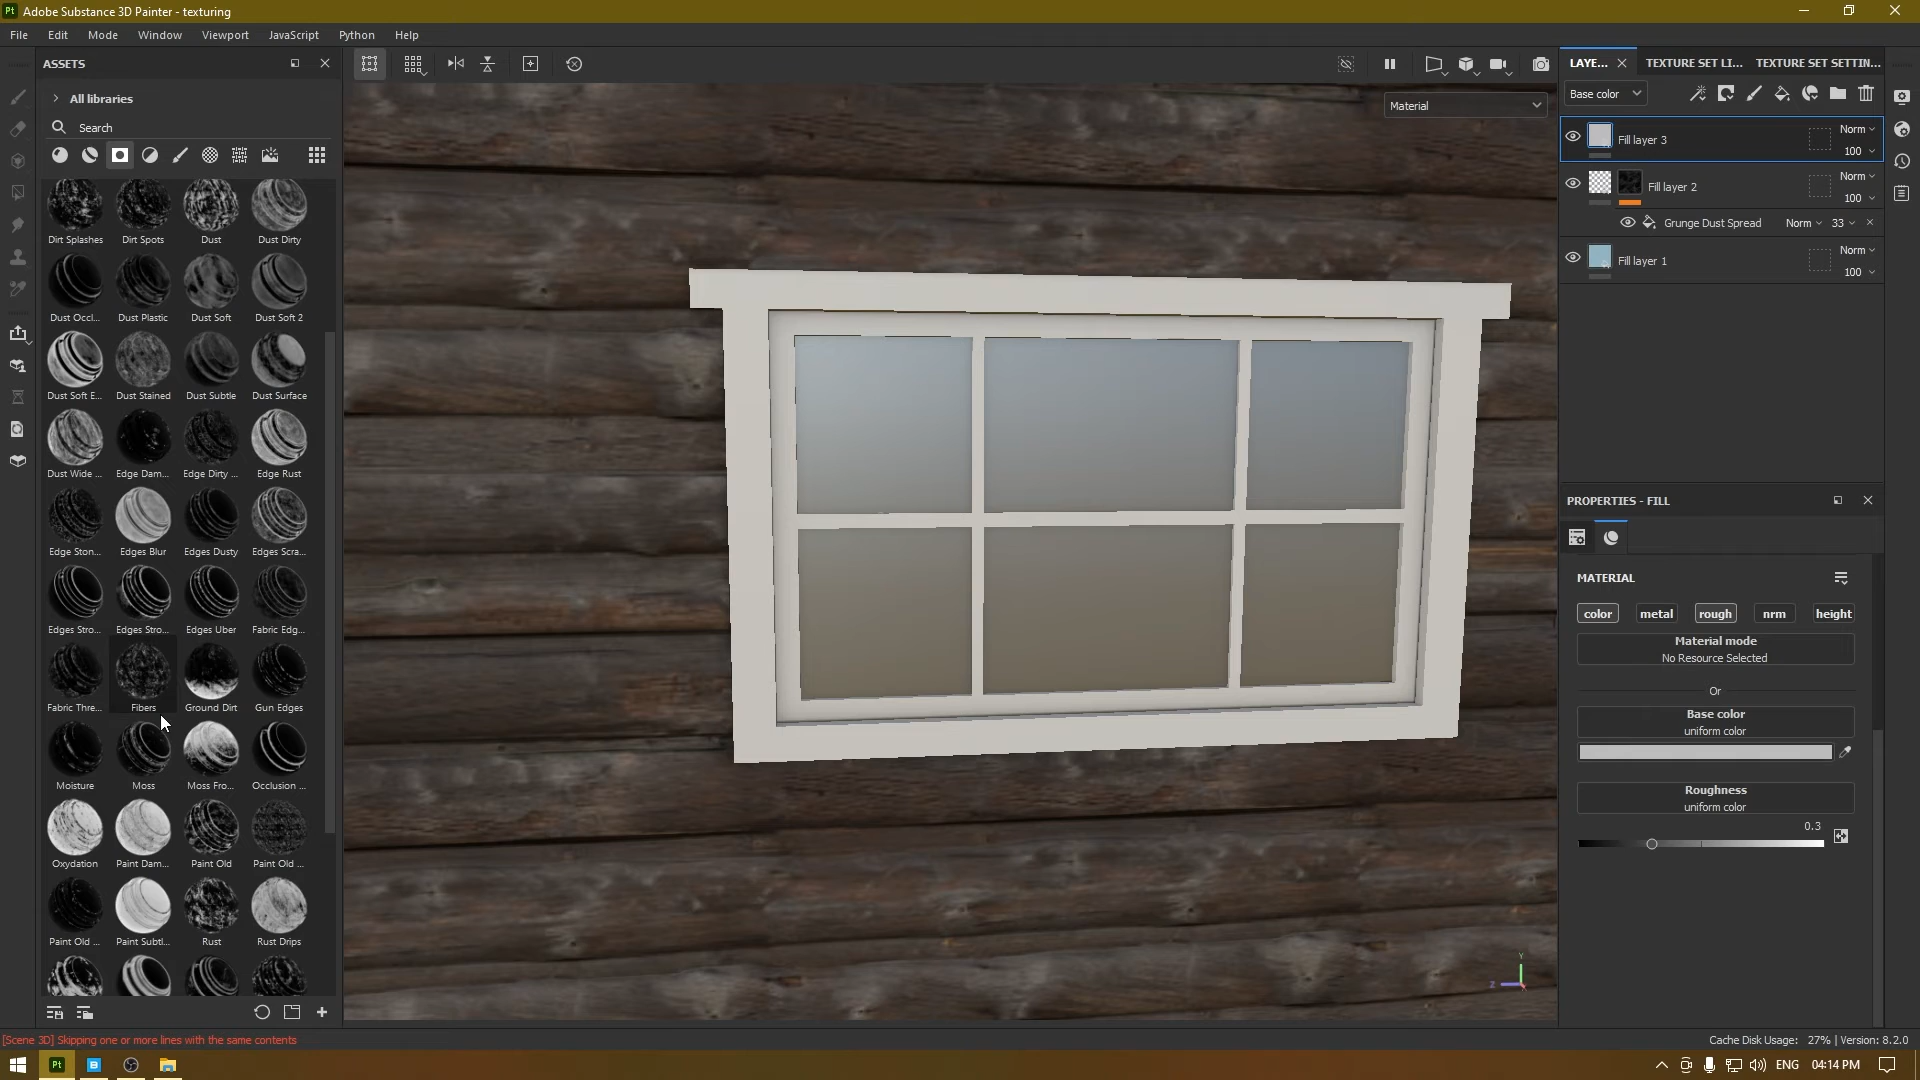 Pt Adobe Substance 3D Painter - texturing
File Edit Mode Window Viewport JavaScript Python Help
ASSETS
All libraries
Search
Dirt Splashes Dirt Spots Dust Dust Dirty
Dust Occl... Dust Plastic Dust Soft Dust Soft 2
Dust Soft E... Dust Stained Dust Subtle Dust Surface
Dust Wide ... Edge Dam... Edge Dirty ... Edge Rust
Edge Ston... Edges Blur Edges Dusty Edges Scra...
Edges Stro... Edges Stro... Edges Uber Fabric Edg...
Fabric Thre... Fibers Ground Dirt Gun Edges
Moisture Moss Moss Fro... Occlusion ...
Oxydation Paint Dam... Paint Old Paint Old ...
Paint Old ... Paint Subtl... Rust Rust Drips
Material
Y
Z
LAYE... TEXTURE SET LI... TEXTURE SET SETTIN...
Base color
Fill layer 3 Norm
100
Fill layer 2 Norm
100
Grunge Dust Spread Norm 33
Fill layer 1 Norm
100
PROPERTIES - FILL
MATERIAL
color metal rough nrm height
Material mode
No Resource Selected
Or
Base color
uniform color
Roughness
uniform color
0.3
[Scene 3D] Skipping one or more lines with the same contents
Cache Disk Usage: 27% | Version: 8.2.0
Pt
ENG 04:14 PM